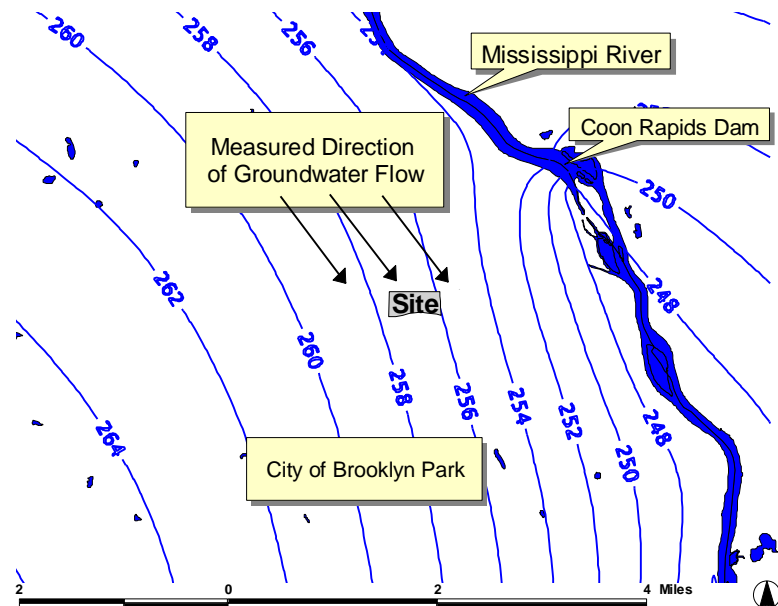 260
258
256
254
Mississippi River
Coon Rapids Dam
Measured Direction
of Groundwater Flow
250
262
Site
248
260
258
256
254
252
250
248
264
City of Brooklyn Park
2 0 2 4 Miles